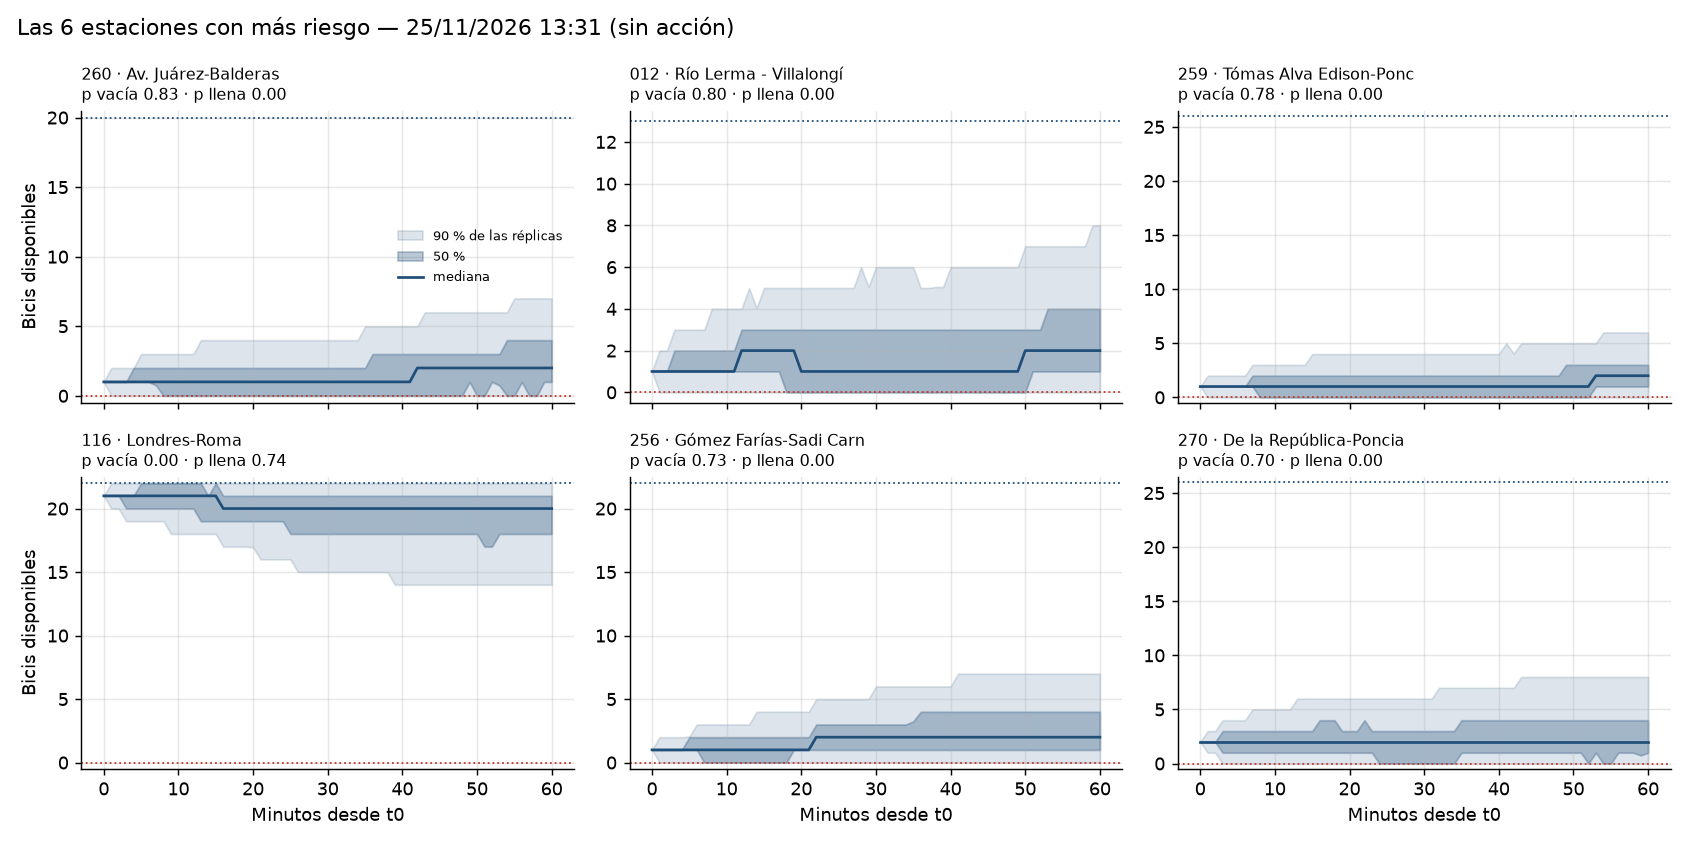 Las 6 estaciones con más riesgo — 25/11/2026 13:31 (sin acción)
260 · Av. Juárez-Balderas
p vacía 0.83 · p llena 0.00
Bicis disponibles
20
15
10
5
0
90 % de las réplicas
50 %
mediana
012 · Río Lerma - Villalongí
p vacía 0.80 · p llena 0.00
12
10
8
6
4
2
0
259 · Tómas Alva Edison-Ponc
p vacía 0.78 · p llena 0.00
25
20
15
10
5
0
116 · Londres-Roma
p vacía 0.00 · p llena 0.74
Bicis disponibles
20
15
10
5
0
0 10 20 30 40 50 60
Minutos desde t0
256 · Gómez Farías-Sadi Carn
p vacía 0.73 · p llena 0.00
20
15
10
5
0
0 10 20 30 40 50 60
Minutos desde t0
270 · De la República-Poncia
p vacía 0.70 · p llena 0.00
25
20
15
10
5
0
0 10 20 30 40 50 60
Minutos desde t0